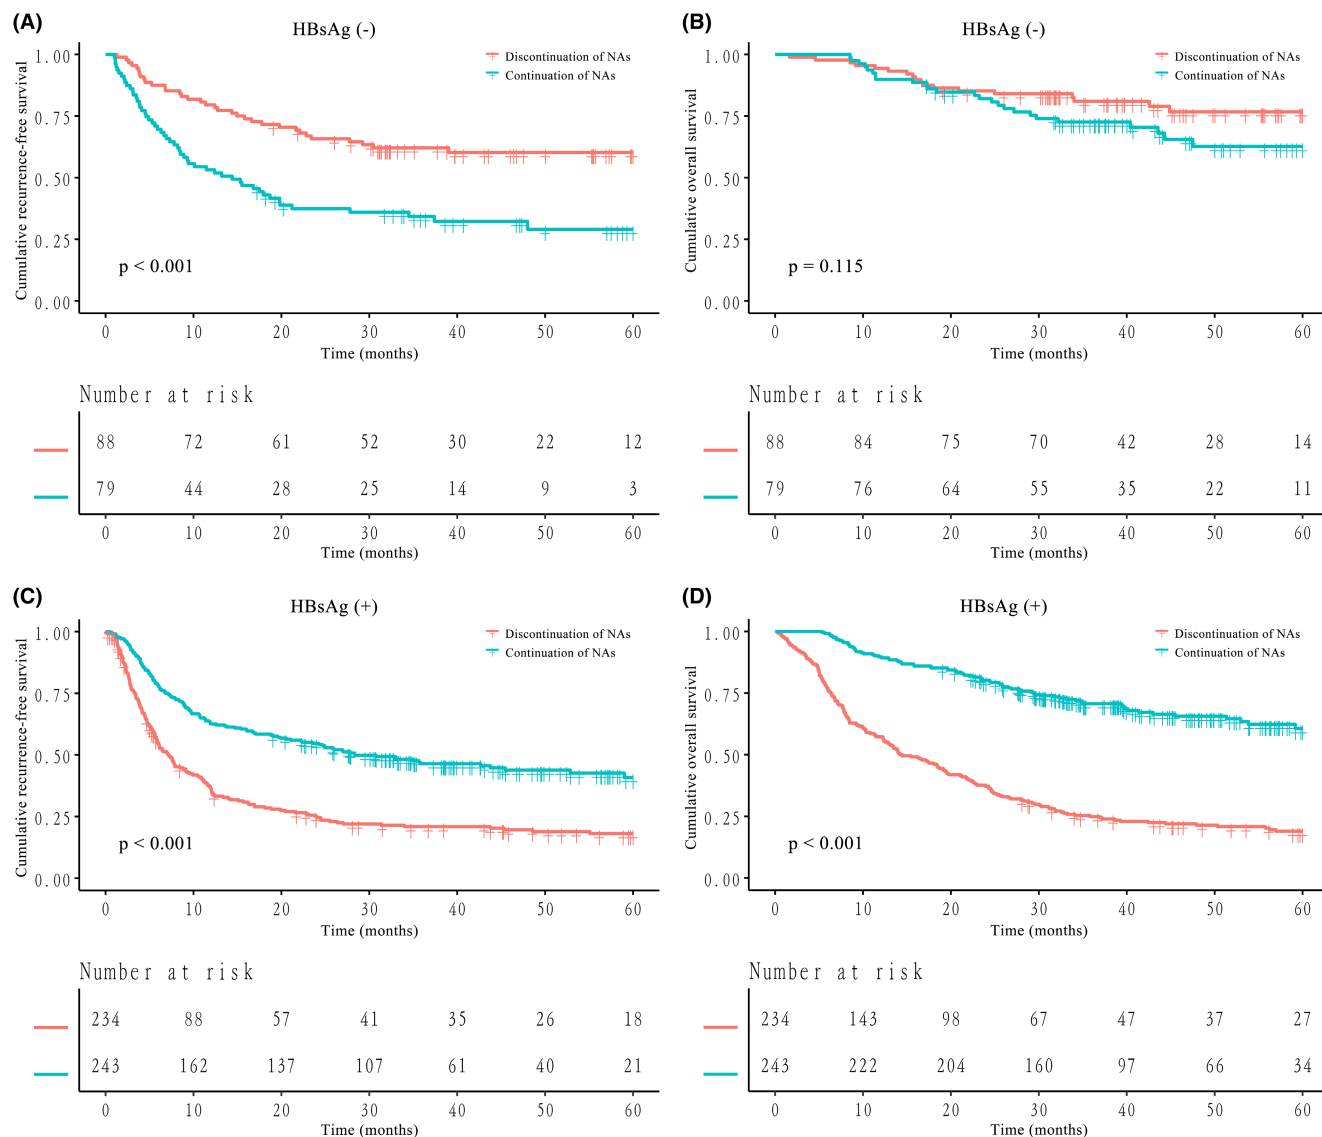 (A)
HBsAg (-)
Discontinuation of NAs
Continuation of NAs
Cumulative recurrence-free survival
1.00
0.75
0.50
0.25
0.00
p < 0.001
0 10 20 30 40 50 60
Time (months)
Number at risk
88 72 61 52 30 22 12
79 44 28 25 14 9 3
0 10 20 30 40 50 60
Time (months)
(B)
HBsAg (-)
Discontinuation of NAs
Continuation of NAs
Cumulative overall survival
1.00
0.75
0.50
0.25
0.00
p = 0.115
0 10 20 30 40 50 60
Time (months)
Number at risk
88 84 75 70 42 28 14
79 76 64 55 35 22 11
0 10 20 30 40 50 60
Time (months)
(C)
HBsAg (+)
Discontinuation of NAs
Continuation of NAs
Cumulative recurrence-free survival
1.00
0.75
0.50
0.25
0.00
p < 0.001
0 10 20 30 40 50 60
Time (months)
Number at risk
234 88 57 41 35 26 18
243 162 137 107 61 40 21
0 10 20 30 40 50 60
Time (months)
(D)
HBsAg (+)
Discontinuation of NAs
Continuation of NAs
Cumulative overall survival
1.00
0.75
0.50
0.25
0.00
p < 0.001
0 10 20 30 40 50 60
Time (months)
Number at risk
234 143 98 67 47 37 27
243 222 204 160 97 66 34
0 10 20 30 40 50 60
Time (months)